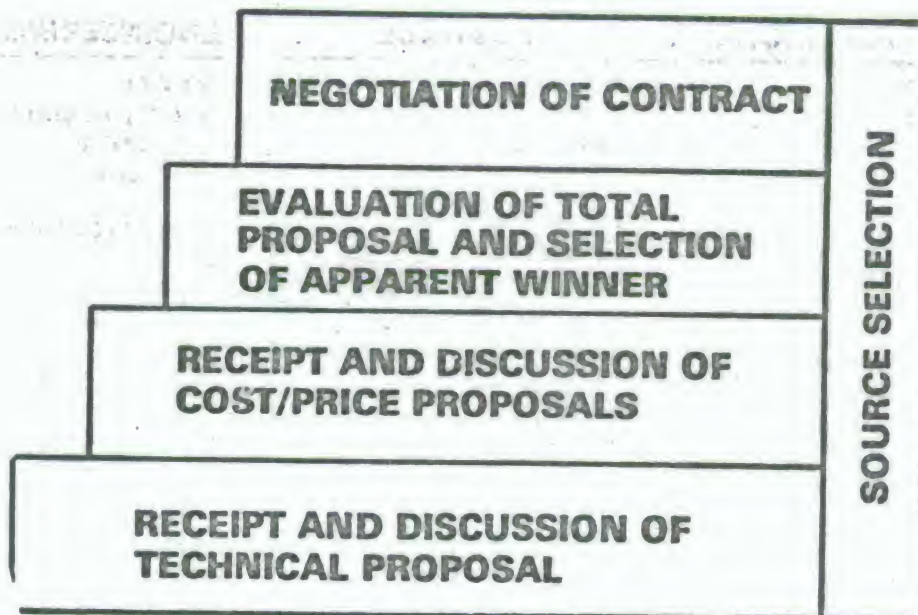 NEGOTIATION OF CONTRACT
EVALUATION OF TOTAL
PROPOSAL AND SELECTION
OF APPARENT WINNER
RECEIPT AND DISCUSSION OF
COST/PRICE PROPOSALS
RECEIPT AND DISCUSSION OF
TECHNICAL PROPOSAL
SOURCE SELECTION